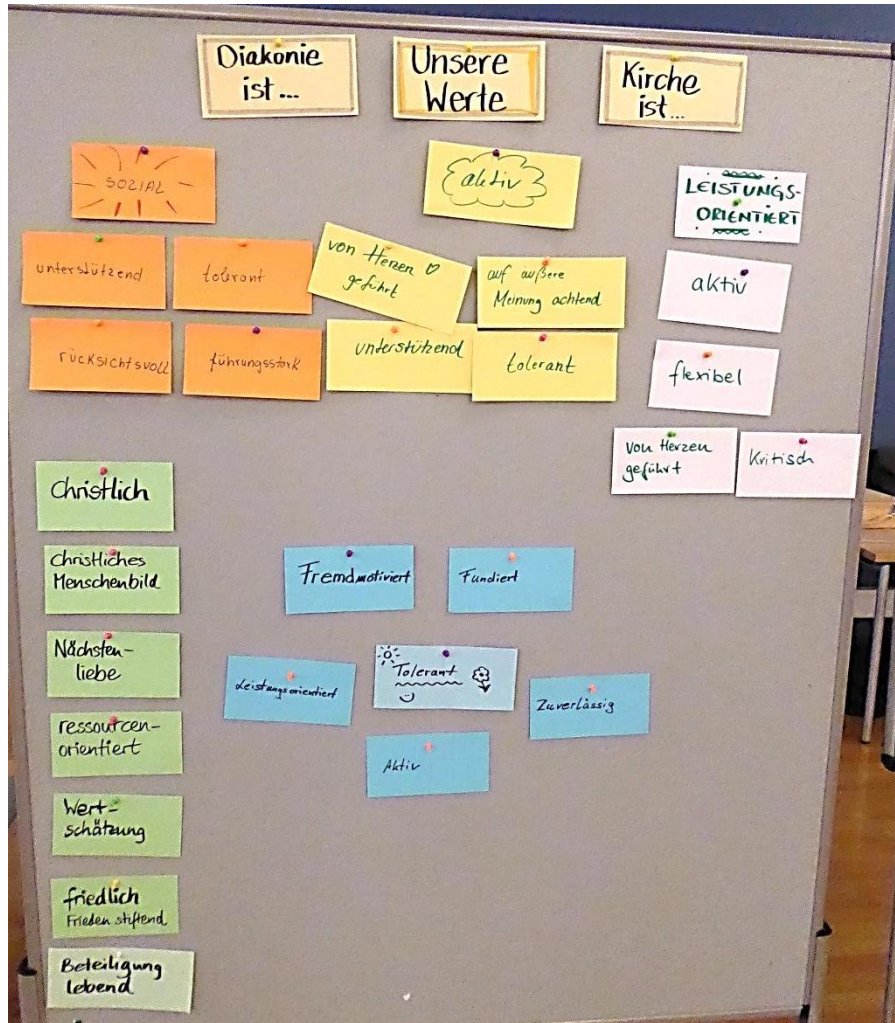 Diakonie
ist...
Unsere
Werte
Kirche
ist...
SOZIAL
unterstützend
tolerant
rücksichtsvoll
führungsstark
aktiv
von Herzen
geführt
auf äußere
Meinung achtend
unterstützend
tolerant
LEISTUNGS-
ORIENTIERT
aktiv
flexibel
von Herzen
geführt
Kritisch
Christlich
Christliches
Menschenbild
Nächsten-
liebe
ressourcen-
orientiert
Wert-
schätzung
friedlich
Frieden stiftend
Beteiligung
lebend
Fremdmotiviert
Fundiert
Leistungsorientiert
Tolerant
Zuverlässig
Aktiv